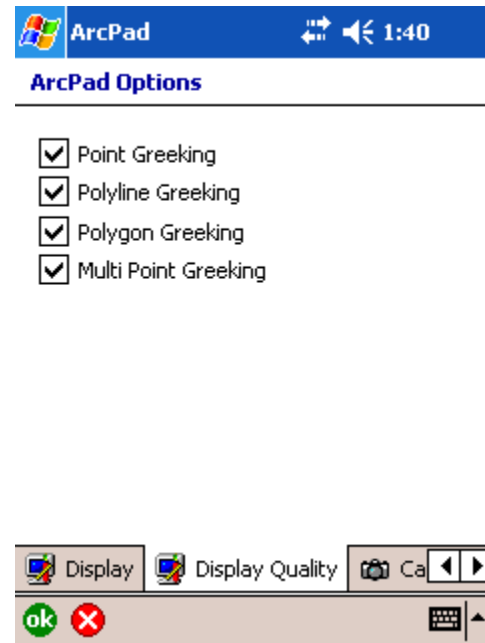 ArcPad 1:40
ArcPad Options
Point Greeking
Polyline Greeking
Polygon Greeking
Multi Point Greeking
Display Display Quality Ca
ok